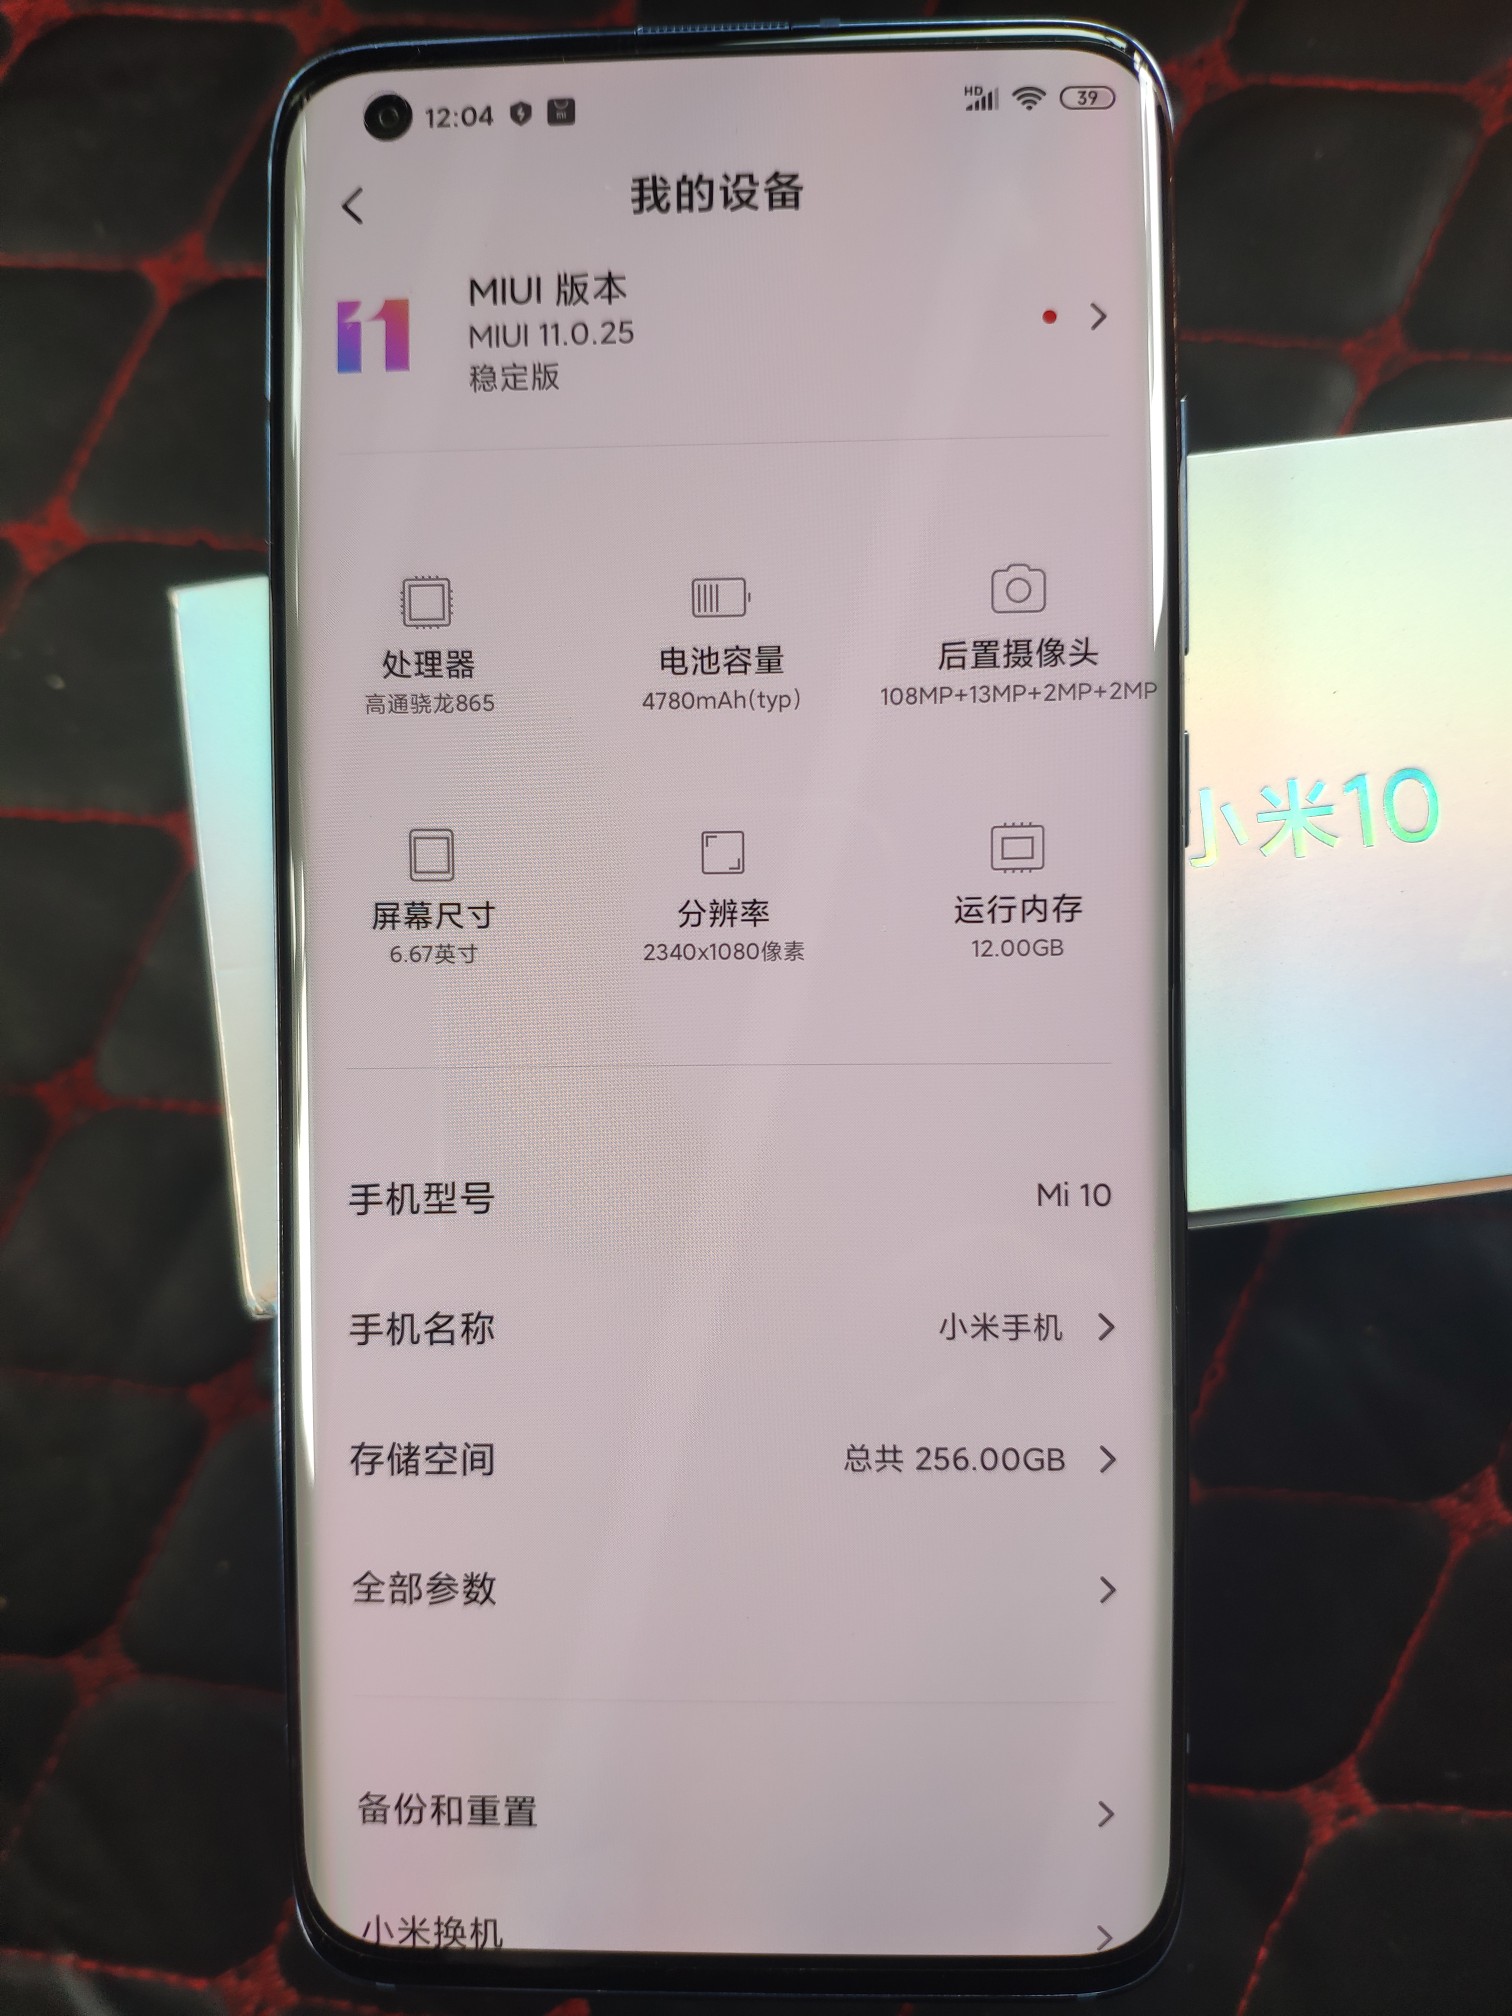 12:04
HD
39
我的设备
11
MIUI 版本
MIUI 11.0.25
稳定版
处理器
高通骁龙865
电池容量
4780mAh(typ)
后置摄像头
108MP+13MP+2MP+2MP
屏幕尺寸
6.67英寸
分辨率
2340x1080像素
运行内存
12.00GB
手机型号
Mi 10
手机名称
小米手机
存储空间
总共 256.00GB
全部参数
备份和重置
小米换机
小米10